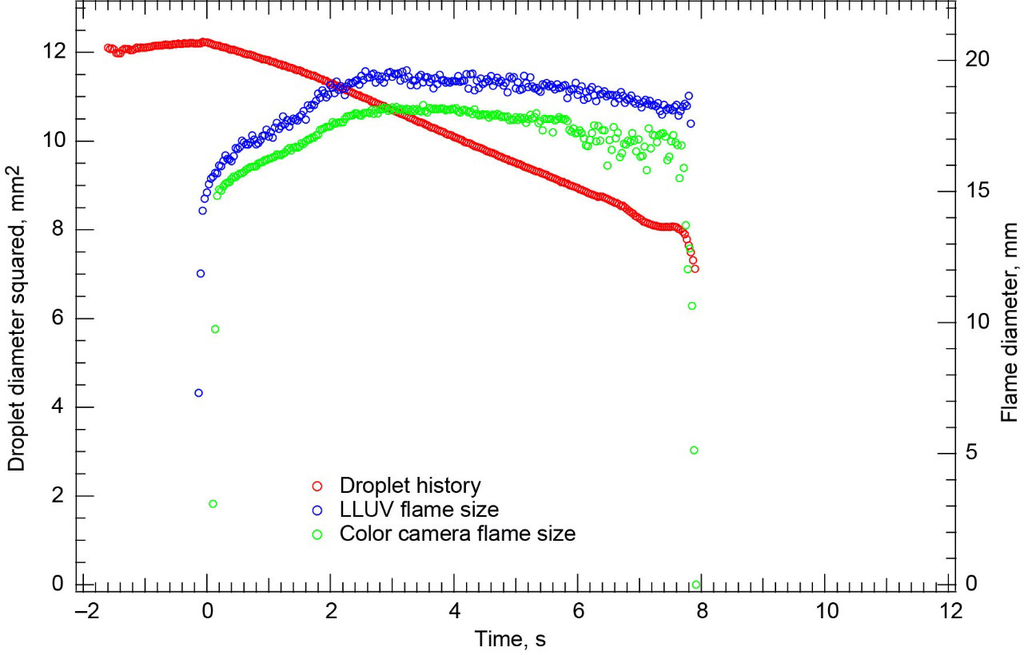 12
10
8
6
4
2
0
Droplet diameter squared, mm2
20
15
10
5
0
Flame diameter, mm
Droplet history
LLUV flame size
Color camera flame size
–2 0 2 4 6 8 10 12
Time, s